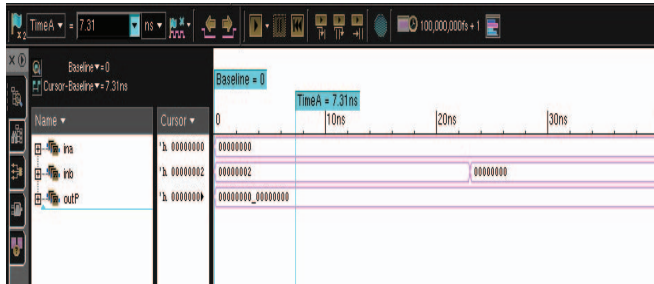 x2 TimeA = 7.31 ns 100,000,000fs + 1
Baseline = 0
Cursor-Baseline = 7.31ns
Baseline = 0
TimeA = 7.31ns
Name Cursor 0 10ns 20ns 30ns
ina 'h 00000000 00000000
inb 'h 00000002 00000002 00000000
outP 'h 0000000 00000000_00000000